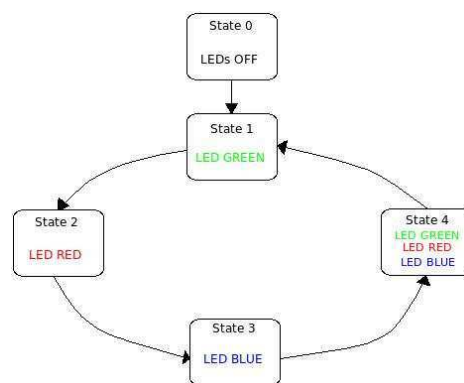 State 0
LEDs OFF
State 1
LED GREEN
State 2
LED RED
State 4
LED GREEN
LED RED
LED BLUE
State 3
LED BLUE